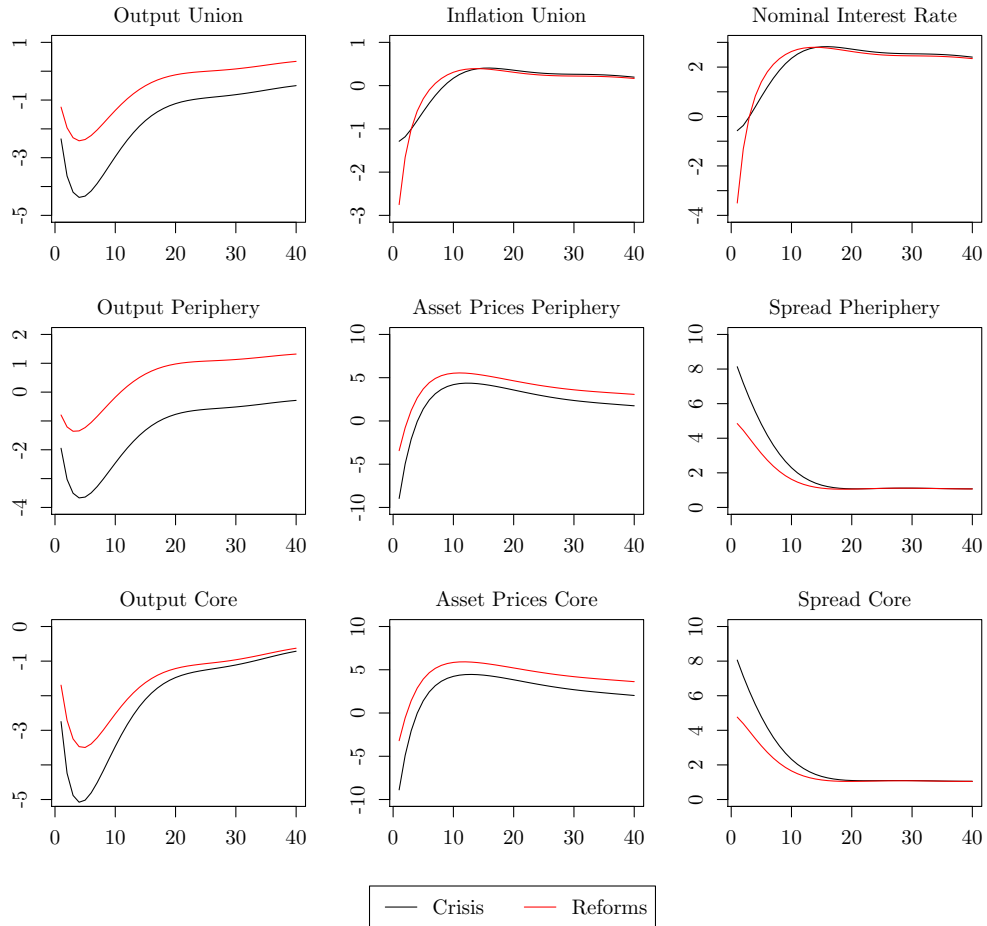 Output Union
Inflation Union
Nominal Interest Rate
1
-1
-3
-5
0 10 20 30 40
1
0
-1
-2
-3
0 10 20 30 40
2
0
-2
-4
0 10 20 30 40
Output Periphery
Asset Prices Periphery
Spread Pheriphery
2
1
0
-2
-4
0 10 20 30 40
10
5
0
-5
-10
0 10 20 30 40
10
8
6
4
2
0
0 10 20 30 40
Output Core
Asset Prices Core
Spread Core
0
-1
-3
-5
0 10 20 30 40
10
5
0
-5
-10
0 10 20 30 40
10
8
6
4
2
0
0 10 20 30 40
Crisis Reforms